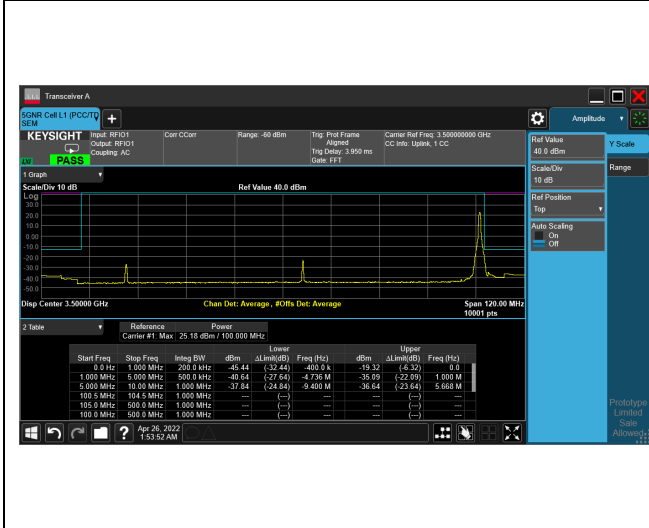 Transceiver A
5GNR Cell L1 (PCC/TD
SEM
+
Amplitude
KEYSIGHT
Input: RFIO1
Output: RFIO1
Coupling: AC
Corr CCorr
Range: -60 dBm
Trig: Prot Frame
Aligned
Trig Delay: 3.950 ms
Gate: FFT
Carrier Ref Freq: 3.500000000 GHz
CC Info: Uplink, 1 CC
LXI
PASS
1 Graph
Scale/Div 10 dB
Ref Value 40.0 dBm
Log
30.0
20.0
10.0
0.00
-10.0
-20.0
-30.0
-40.0
-50.0
Disp Center 3.50000 GHz
Chan Det: Average, #Offs Det: Average
Span 120.00 MHz
10001 pts
2 Table
Reference Power
Carrier #1: Max 25.18 dBm / 100.000 MHz
Lower Upper
Start Freq Stop Freq Integ BW dBm ΔLimit(dB) Freq (Hz) dBm ΔLimit(dB) Freq (Hz)
0.0 Hz 1.000 MHz 200.0 kHz -45.44 (-32.44) -400.0 k -19.32 (-6.32) 0.0
1.000 MHz 5.000 MHz 500.0 kHz -40.64 (-27.64) -4.736 M -35.09 (-22.09) 1.000 M
5.000 MHz 10.00 MHz 1.000 MHz -37.84 (-24.84) -9.400 M -36.64 (-23.64) 5.668 M
100.5 MHz 104.5 MHz 1.000 MHz --- (---) --- (---) ---
105.0 MHz 500.0 MHz 1.000 MHz --- (---) --- (---) ---
100.0 MHz 500.0 MHz 1.000 MHz --- (---) --- (---) ---
? Apr 26, 2022
1:53:52 AM
Ref Value
40.0 dBm
Scale/Div
10 dB
Ref Position
Top
Auto Scaling
On
Off
Y Scale
Range
Prototype
Limited
Sale
Allowed